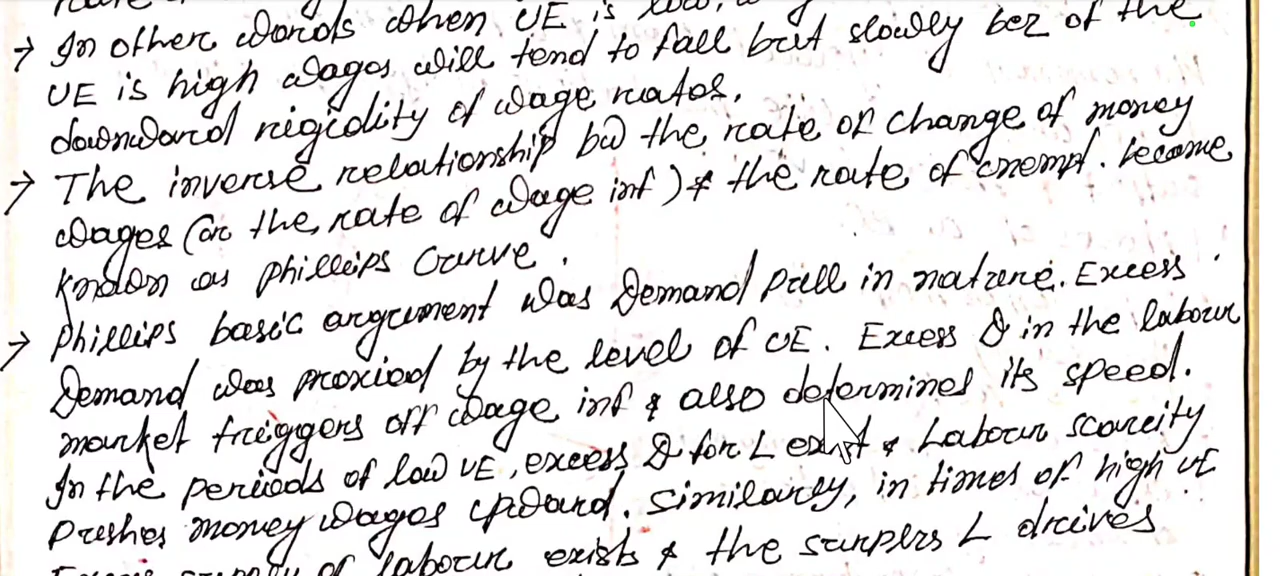 → In other words when UE is low,
UE is high wages will tend to fall but slowly bcz of the
downward rigidity of wage rates.
→ The inverse relationship bw the rate of change of money
wages (or the rate of wage inf) & the rate of unempl. became
known as phillips curve.
→ Phillips basic argument was Demand pull in nature. Excess
Demand was proxied by the level of UE. Excess D in the labour
market triggers off wage inf & also determines its speed.
In the periods of low UE, excess D for L exist & Labour scarcity
pushes money wages upward. similarly, in times of high UE
supply of labour exists & the surplus L drives